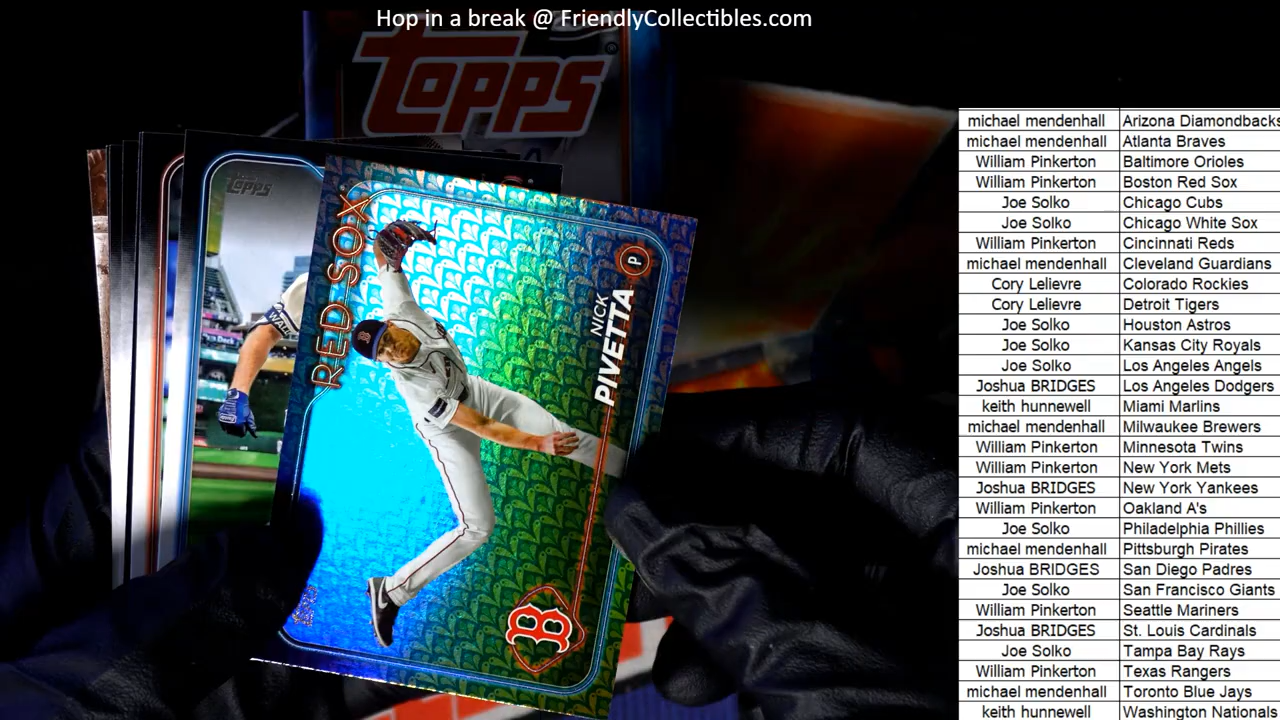 Hop in a break @ FriendlyCollectibles.com
TOPPS
TOPPS
RED SOX
NICK
PIVETTA
P
B
michael mendenhall Arizona Diamondbacks
michael mendenhall Atlanta Braves
William Pinkerton Baltimore Orioles
William Pinkerton Boston Red Sox
Joe Solko Chicago Cubs
Joe Solko Chicago White Sox
William Pinkerton Cincinnati Reds
michael mendenhall Cleveland Guardians
Cory Lelievre Colorado Rockies
Cory Lelievre Detroit Tigers
Joe Solko Houston Astros
Joe Solko Kansas City Royals
Joe Solko Los Angeles Angels
Joshua BRIDGES Los Angeles Dodgers
keith hunnewell Miami Marlins
michael mendenhall Milwaukee Brewers
William Pinkerton Minnesota Twins
William Pinkerton New York Mets
Joshua BRIDGES New York Yankees
William Pinkerton Oakland A's
Joe Solko Philadelphia Phillies
michael mendenhall Pittsburgh Pirates
Joshua BRIDGES San Diego Padres
Joe Solko San Francisco Giants
William Pinkerton Seattle Mariners
Joshua BRIDGES St. Louis Cardinals
Joe Solko Tampa Bay Rays
William Pinkerton Texas Rangers
michael mendenhall Toronto Blue Jays
keith hunnewell Washington Nationals